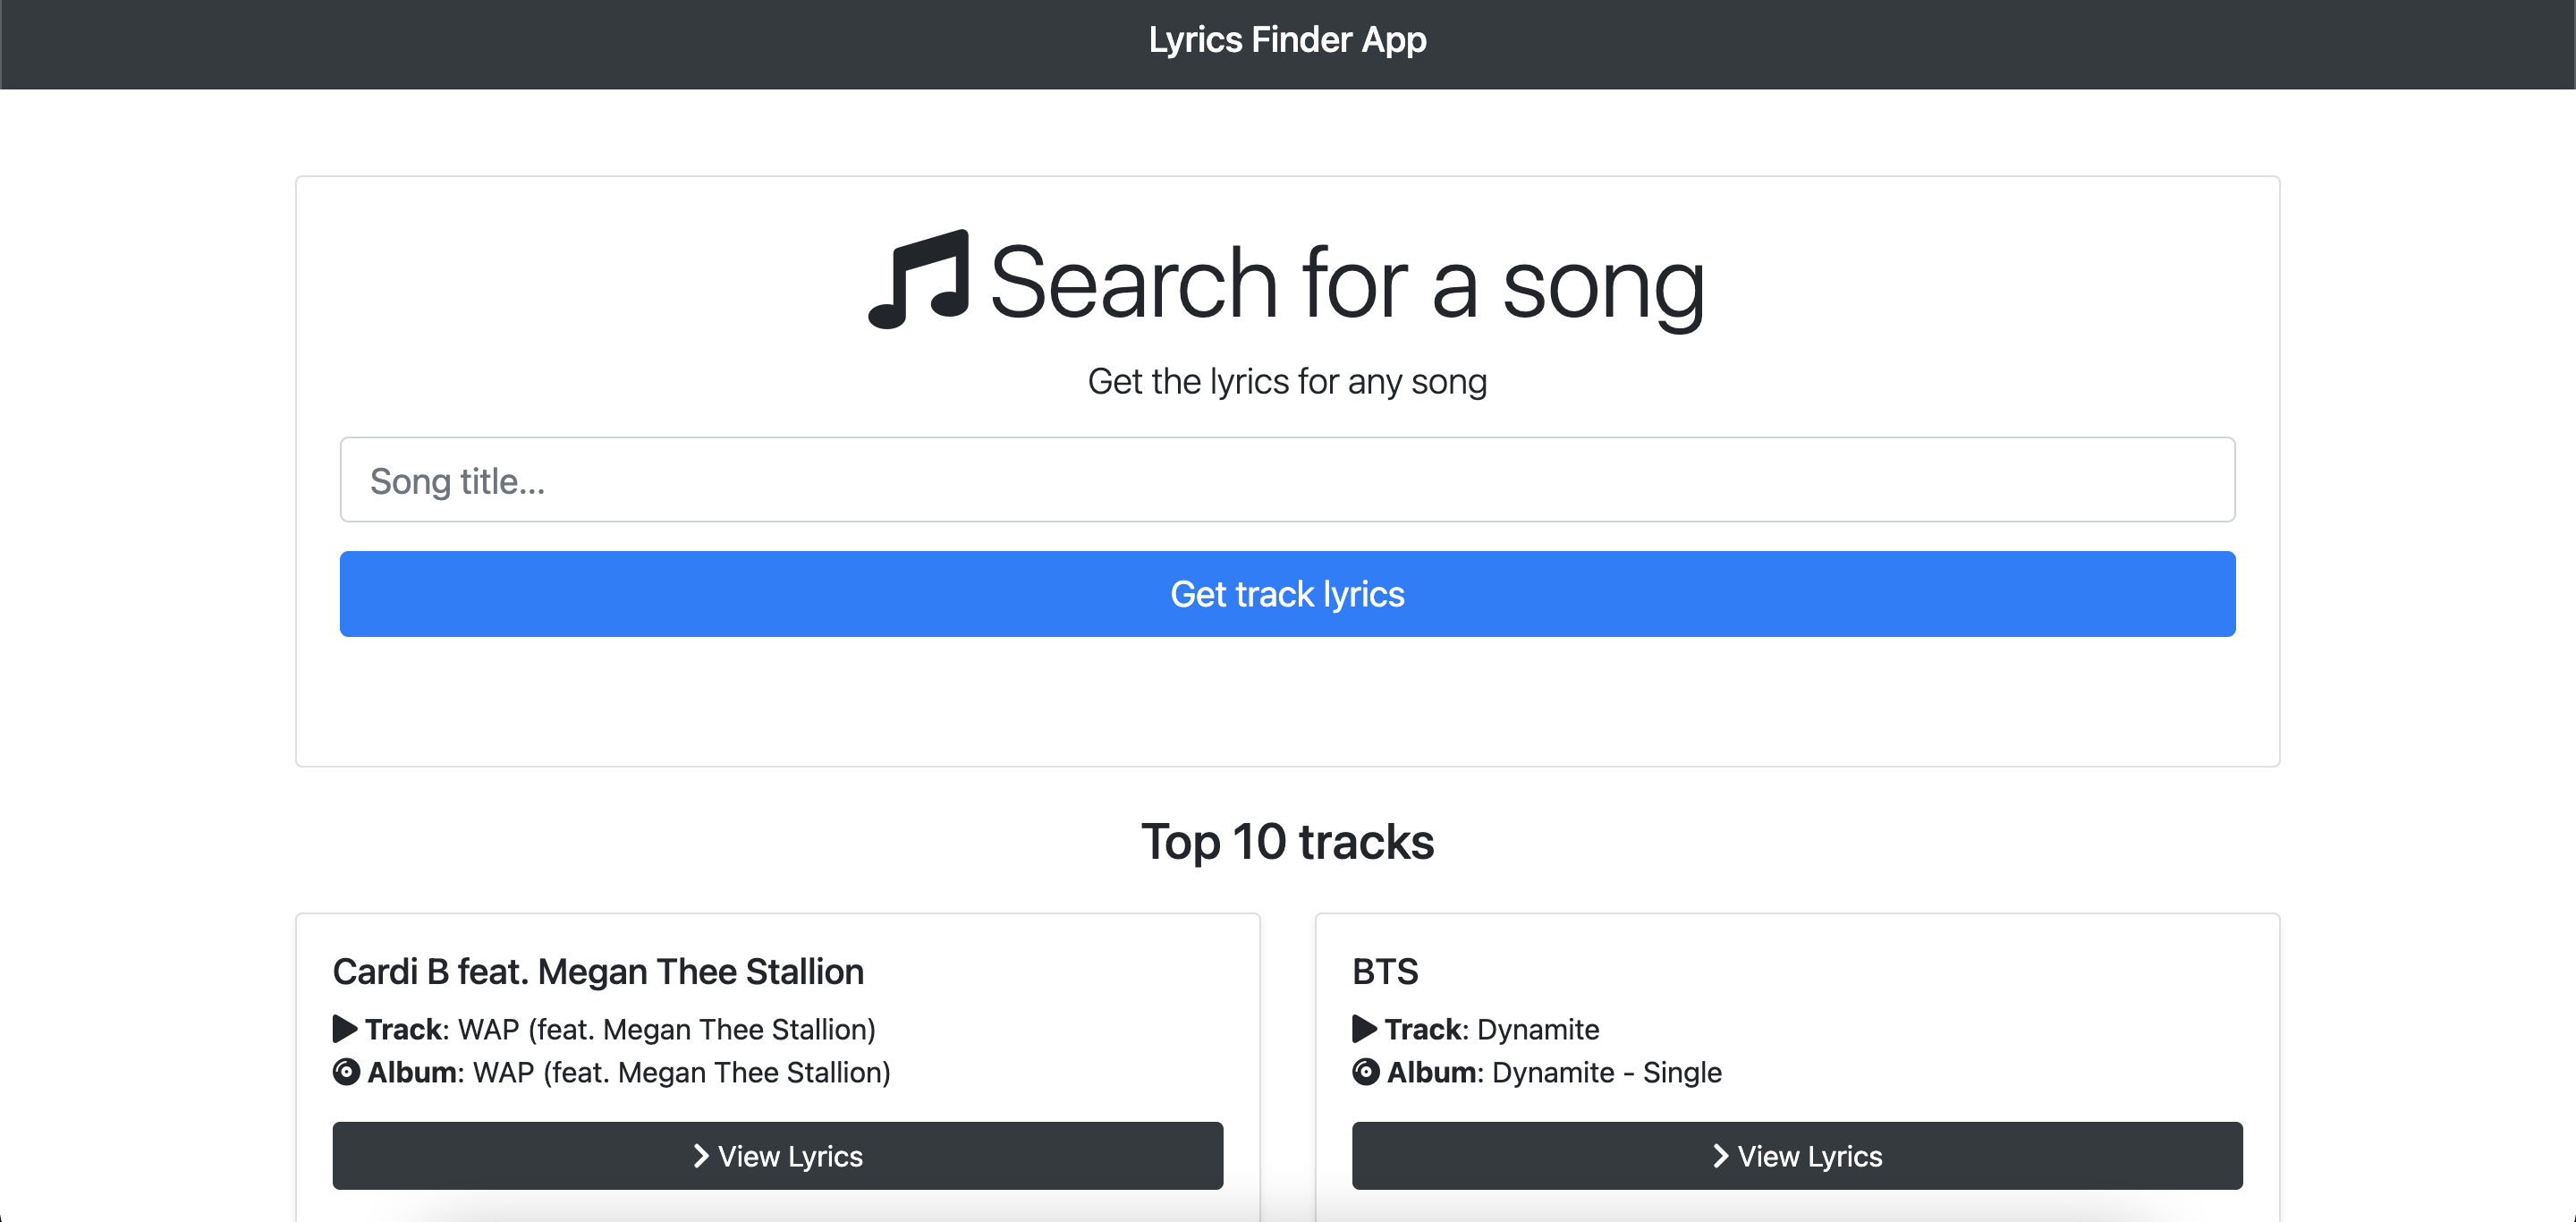 Lyrics Finder App
Search for a song
Get the lyrics for any song
Song title...
Get track lyrics
Top 10 tracks
Cardi B feat. Megan Thee Stallion
Track: WAP (feat. Megan Thee Stallion)
Album: WAP (feat. Megan Thee Stallion)
View Lyrics
BTS
Track: Dynamite
Album: Dynamite - Single
View Lyrics